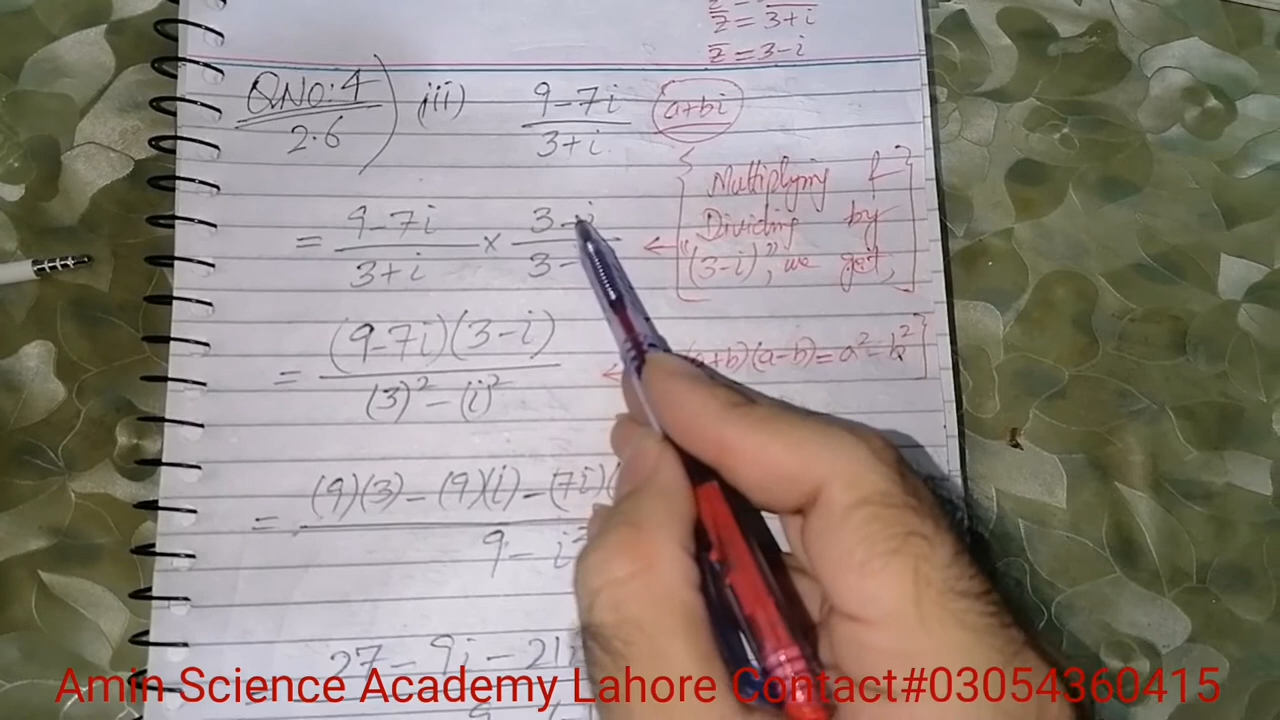 z̅ = 3+i
z̅ = 3-i
Q No: 4 / 2.6) (iii) 9-7i / 3+i (a+bi)
= 9-7i / 3+i × 3-i / 3-
{Multiplying &
Dividing by
"(3-i)", we get,}
= (9-7i)(3-i) / (3)² - (i)² ← (a+b)(a-b) = a² - b²}
= (9)(3) - (9)(i) - (7i)( / 9 - i²
27 - 9i - 21
Amin Science Academy Lahore Contact#03054360415